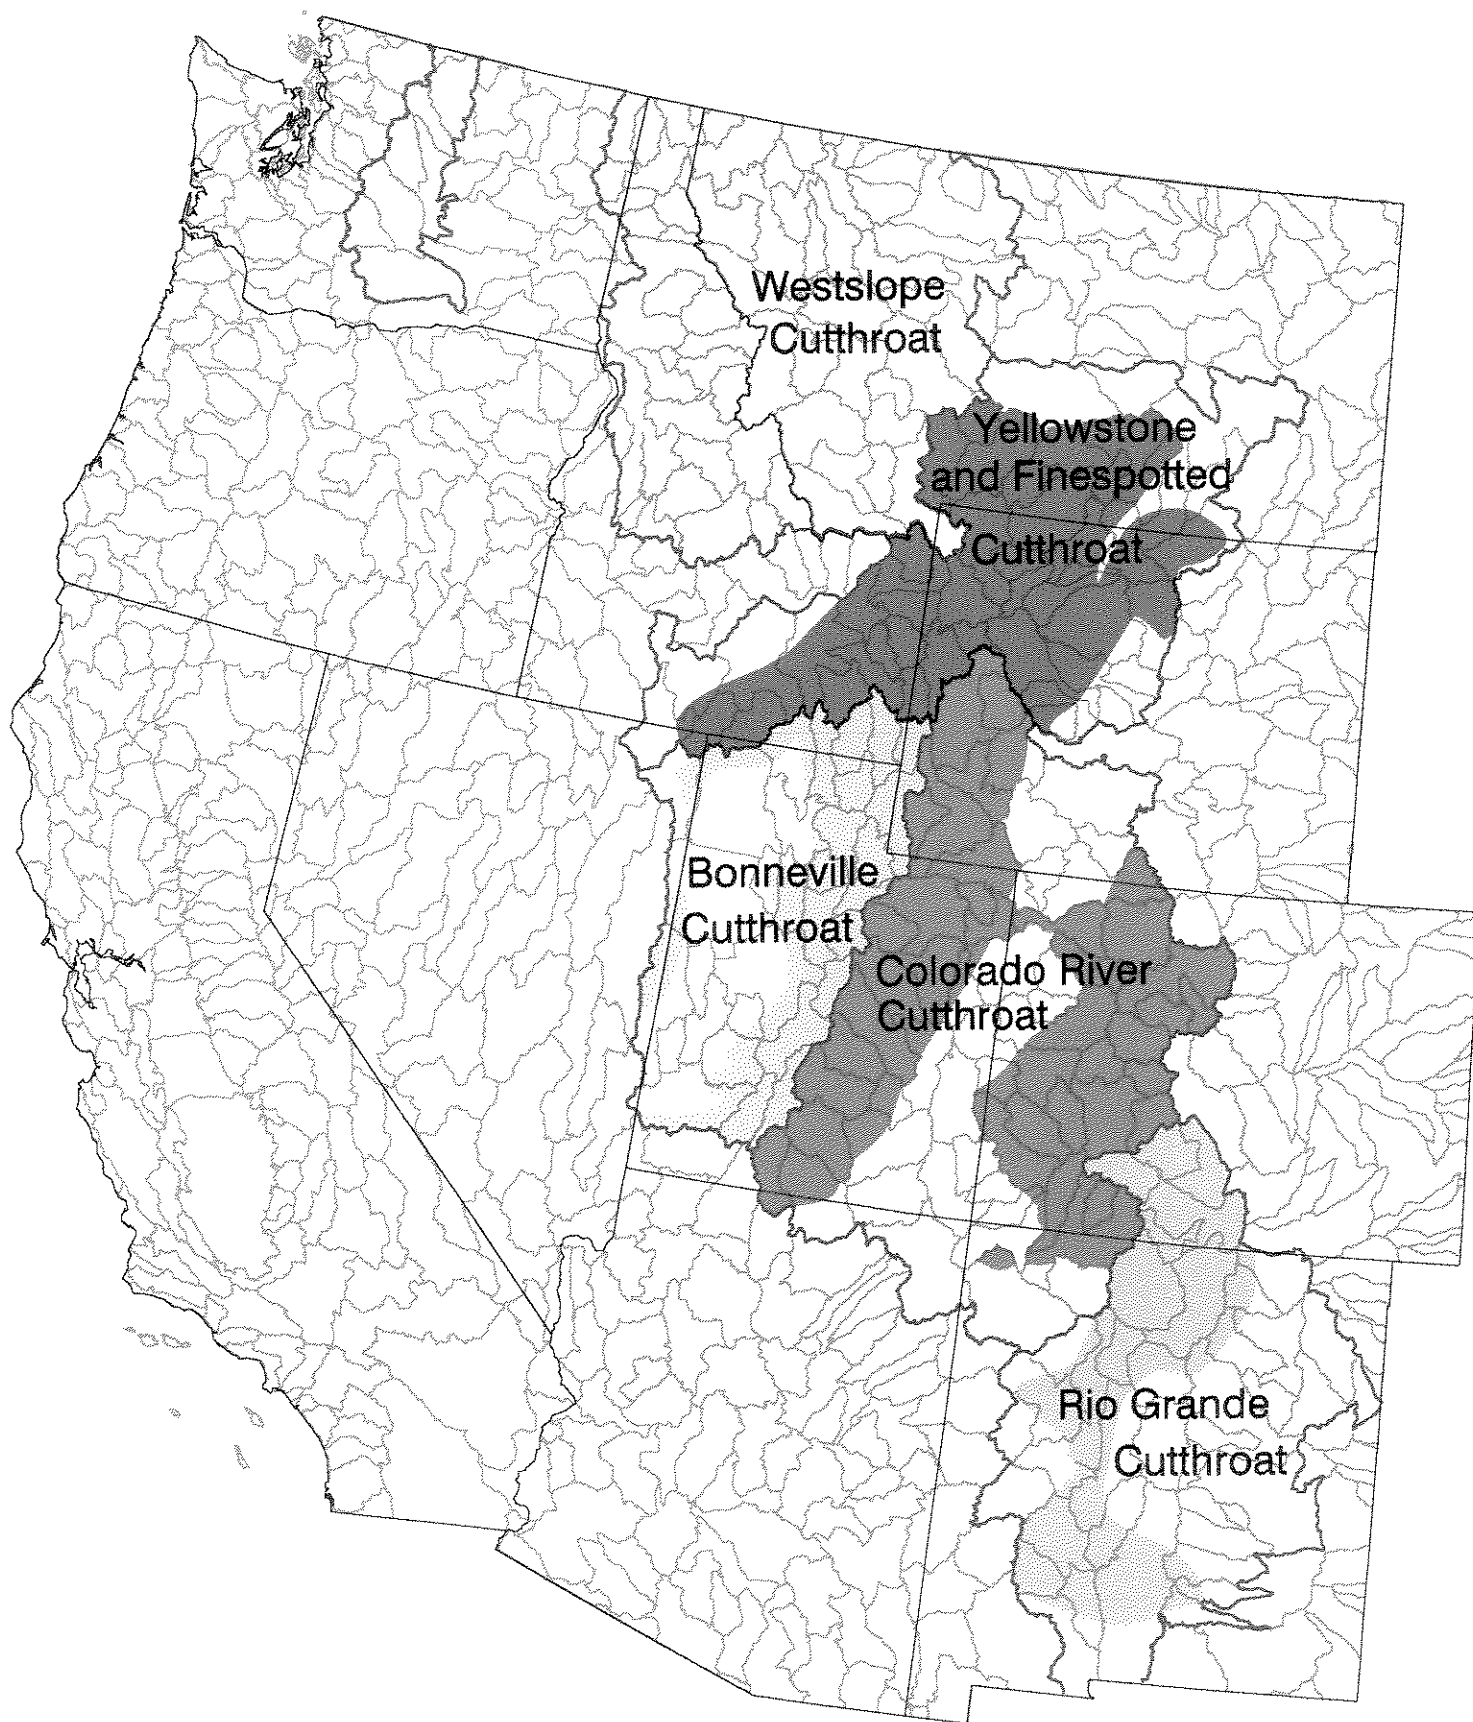 Westslope
Cutthroat
Yellowstone
and Finespotted
Cutthroat
Bonneville
Cutthroat
Colorado River
Cutthroat
Rio Grande
Cutthroat